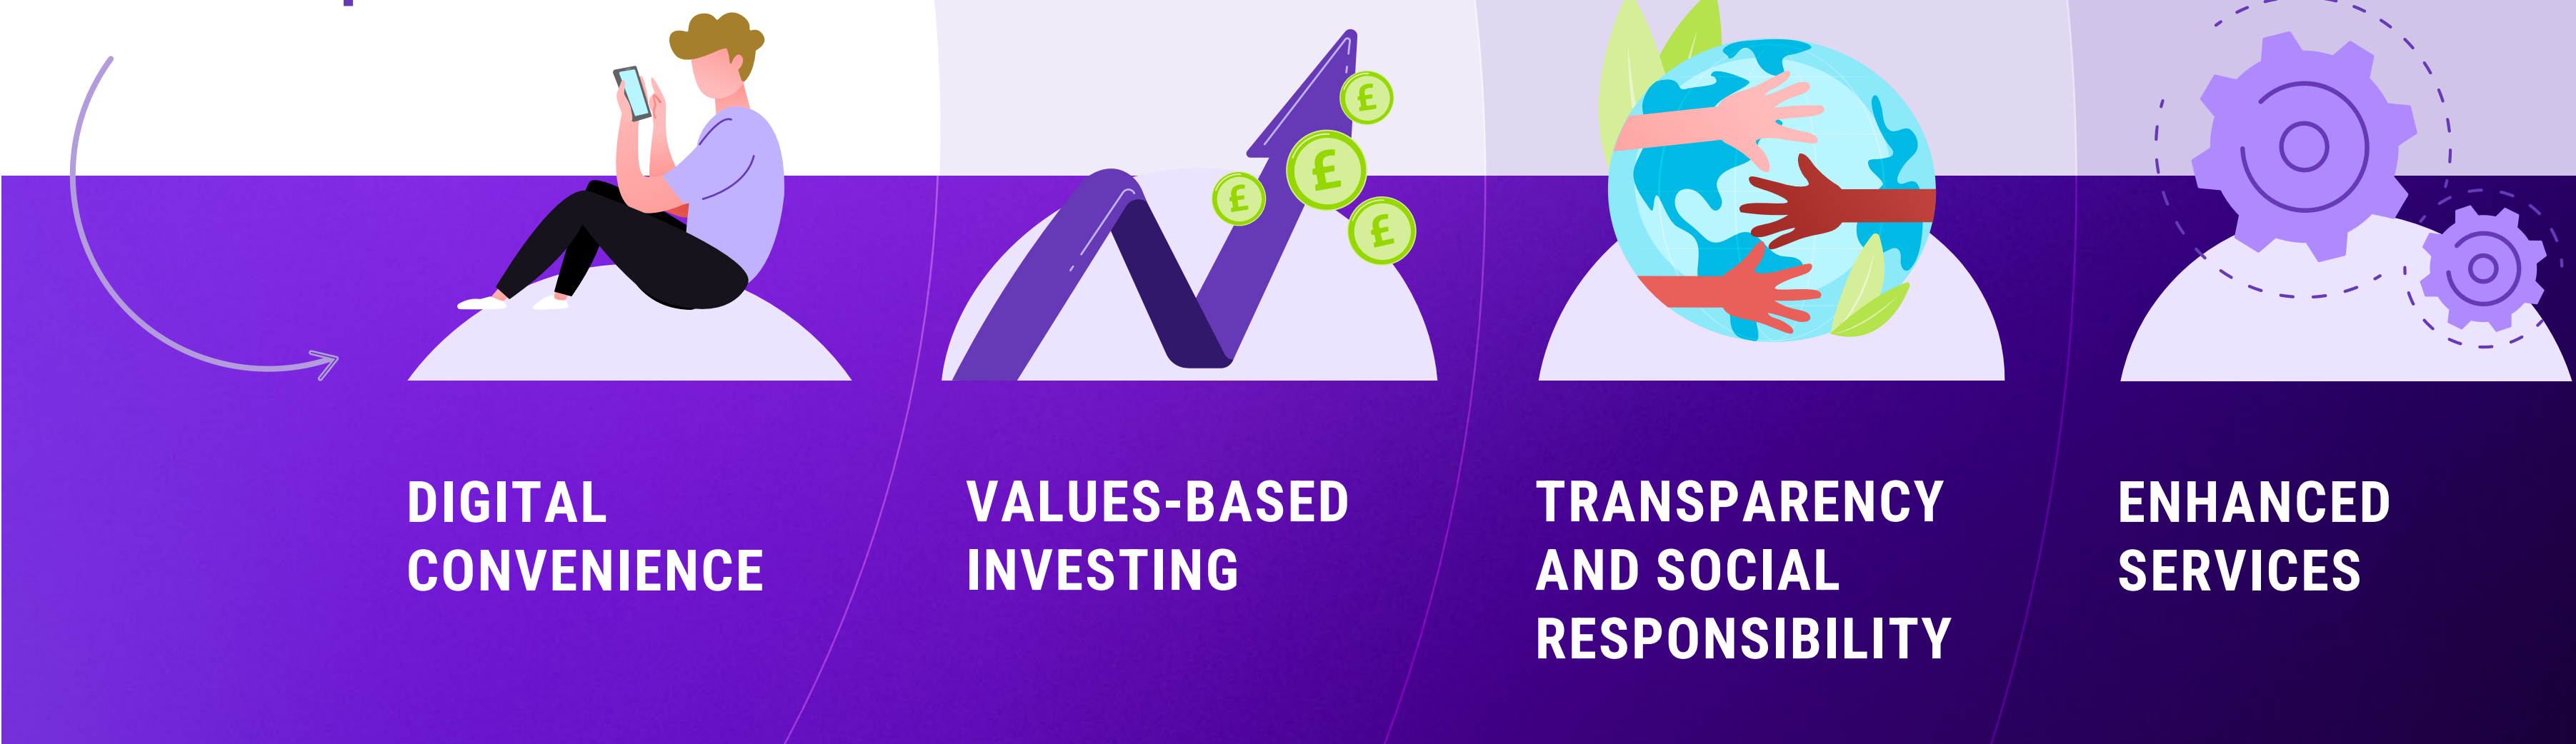 £
£
£
£
DIGITAL
CONVENIENCE
VALUES-BASED
INVESTING
TRANSPARENCY
AND SOCIAL
RESPONSIBILITY
ENHANCED
SERVICES